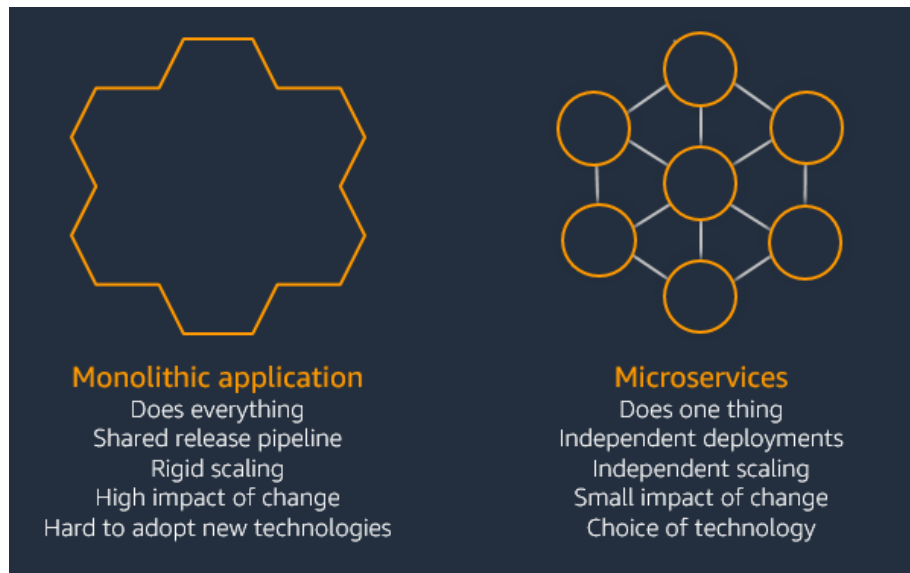 Monolithic application
Does everything
Shared release pipeline
Rigid scaling
High impact of change
Hard to adopt new technologies
Microservices
Does one thing
Independent deployments
Independent scaling
Small impact of change
Choice of technology